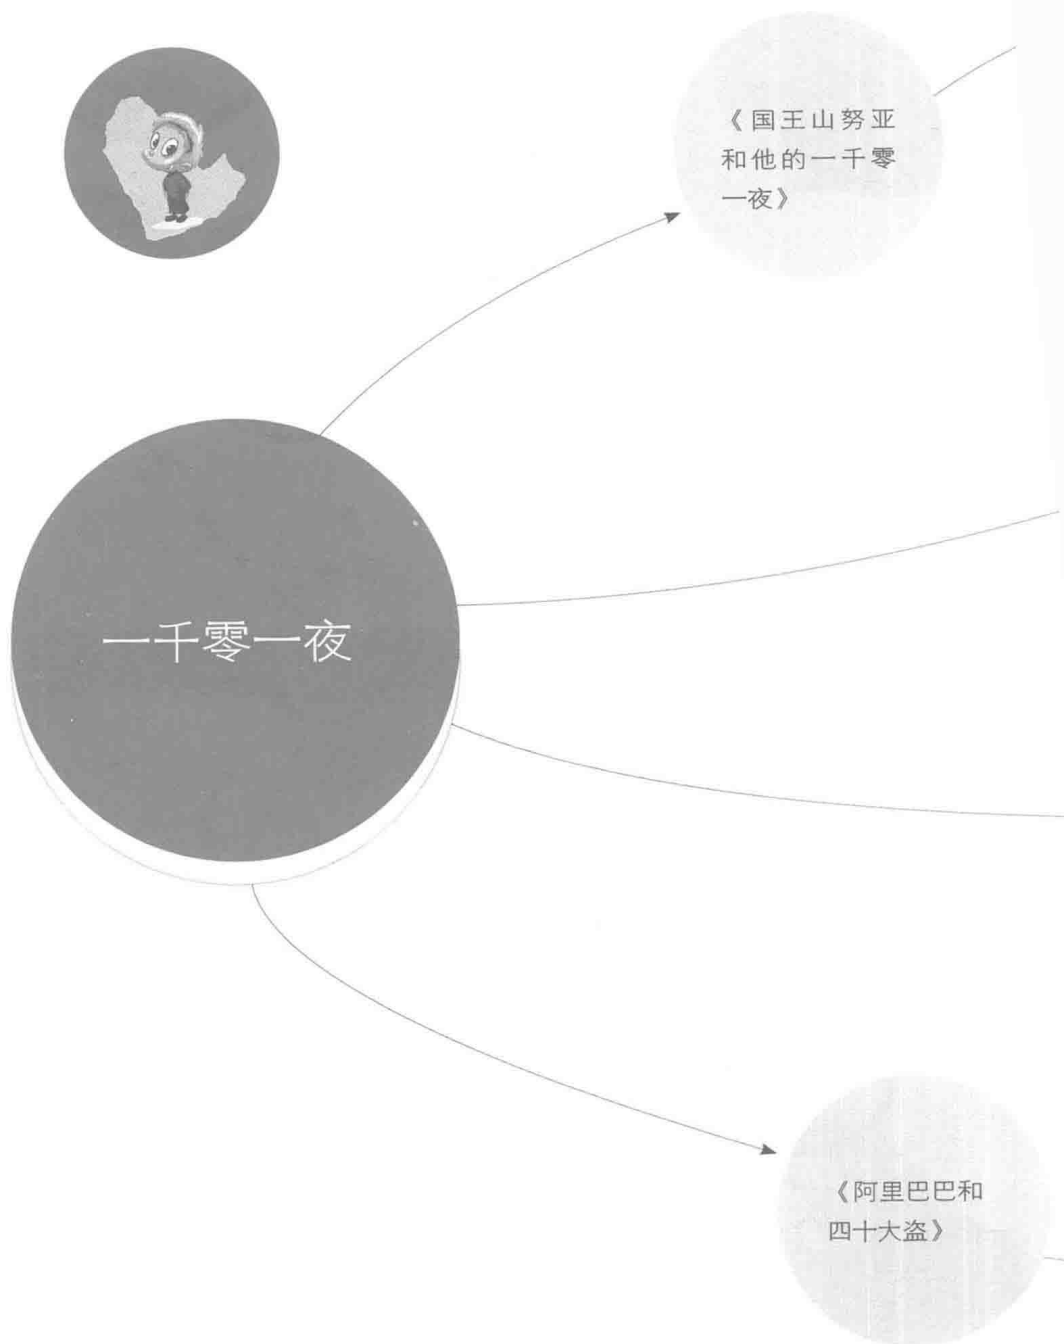 《国王山努亚
和他的一千零
一夜》
一千零一夜
《阿里巴巴和
四十大盗》